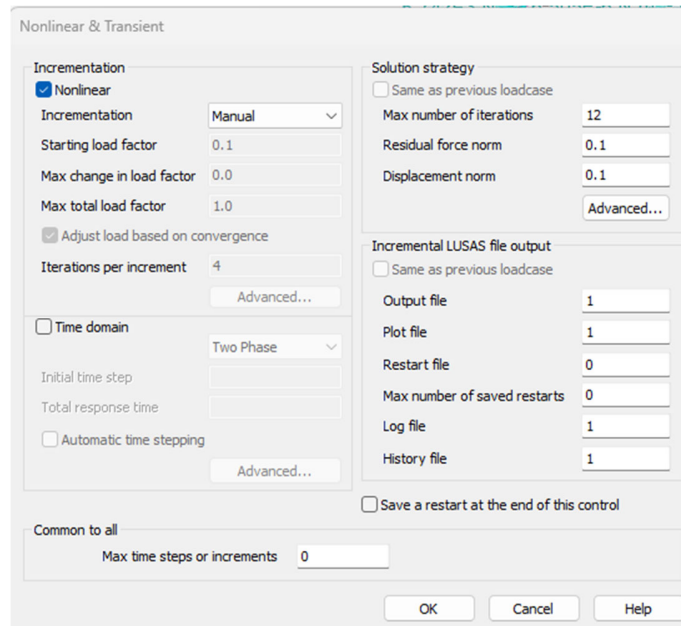 Nonlinear & Transient
Incrementation
Nonlinear
Incrementation Manual
Starting load factor 0.1
Max change in load factor 0.0
Max total load factor 1.0
Adjust load based on convergence
Iterations per increment 4
Advanced...
Time domain
Two Phase
Initial time step
Total response time
Automatic time stepping
Advanced...
Solution strategy
Same as previous loadcase
Max number of iterations 12
Residual force norm 0.1
Displacement norm 0.1
Advanced...
Incremental LUSAS file output
Same as previous loadcase
Output file 1
Plot file 1
Restart file 0
Max number of saved restarts 0
Log file 1
History file 1
Save a restart at the end of this control
Common to all
Max time steps or increments 0
OK Cancel Help